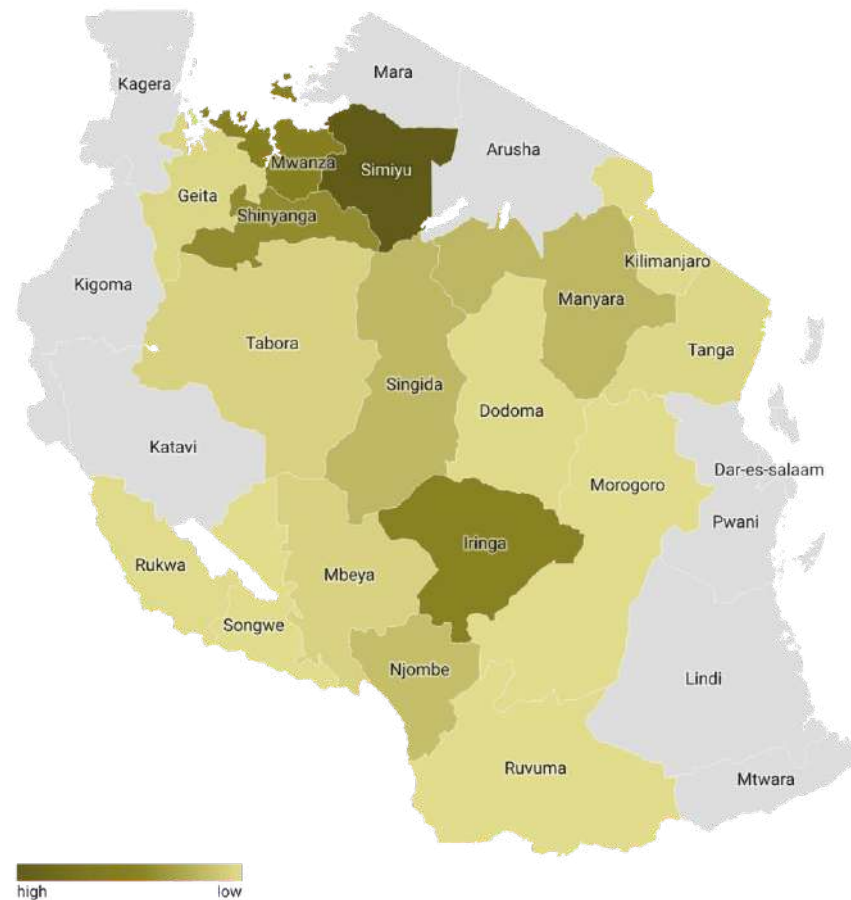 Kagera
Mara
Arusha
Mwanza
Simiyu
Geita
Shinyanga
Kilimanjaro
Kigoma
Manyara
Tabora
Tanga
Singida
Dodoma
Katavi
Dar-es-salaam
Morogoro
Pwani
Iringa
Rukwa
Mbeya
Songwe
Njombe
Lindi
Ruvuma
Mtwara
high low